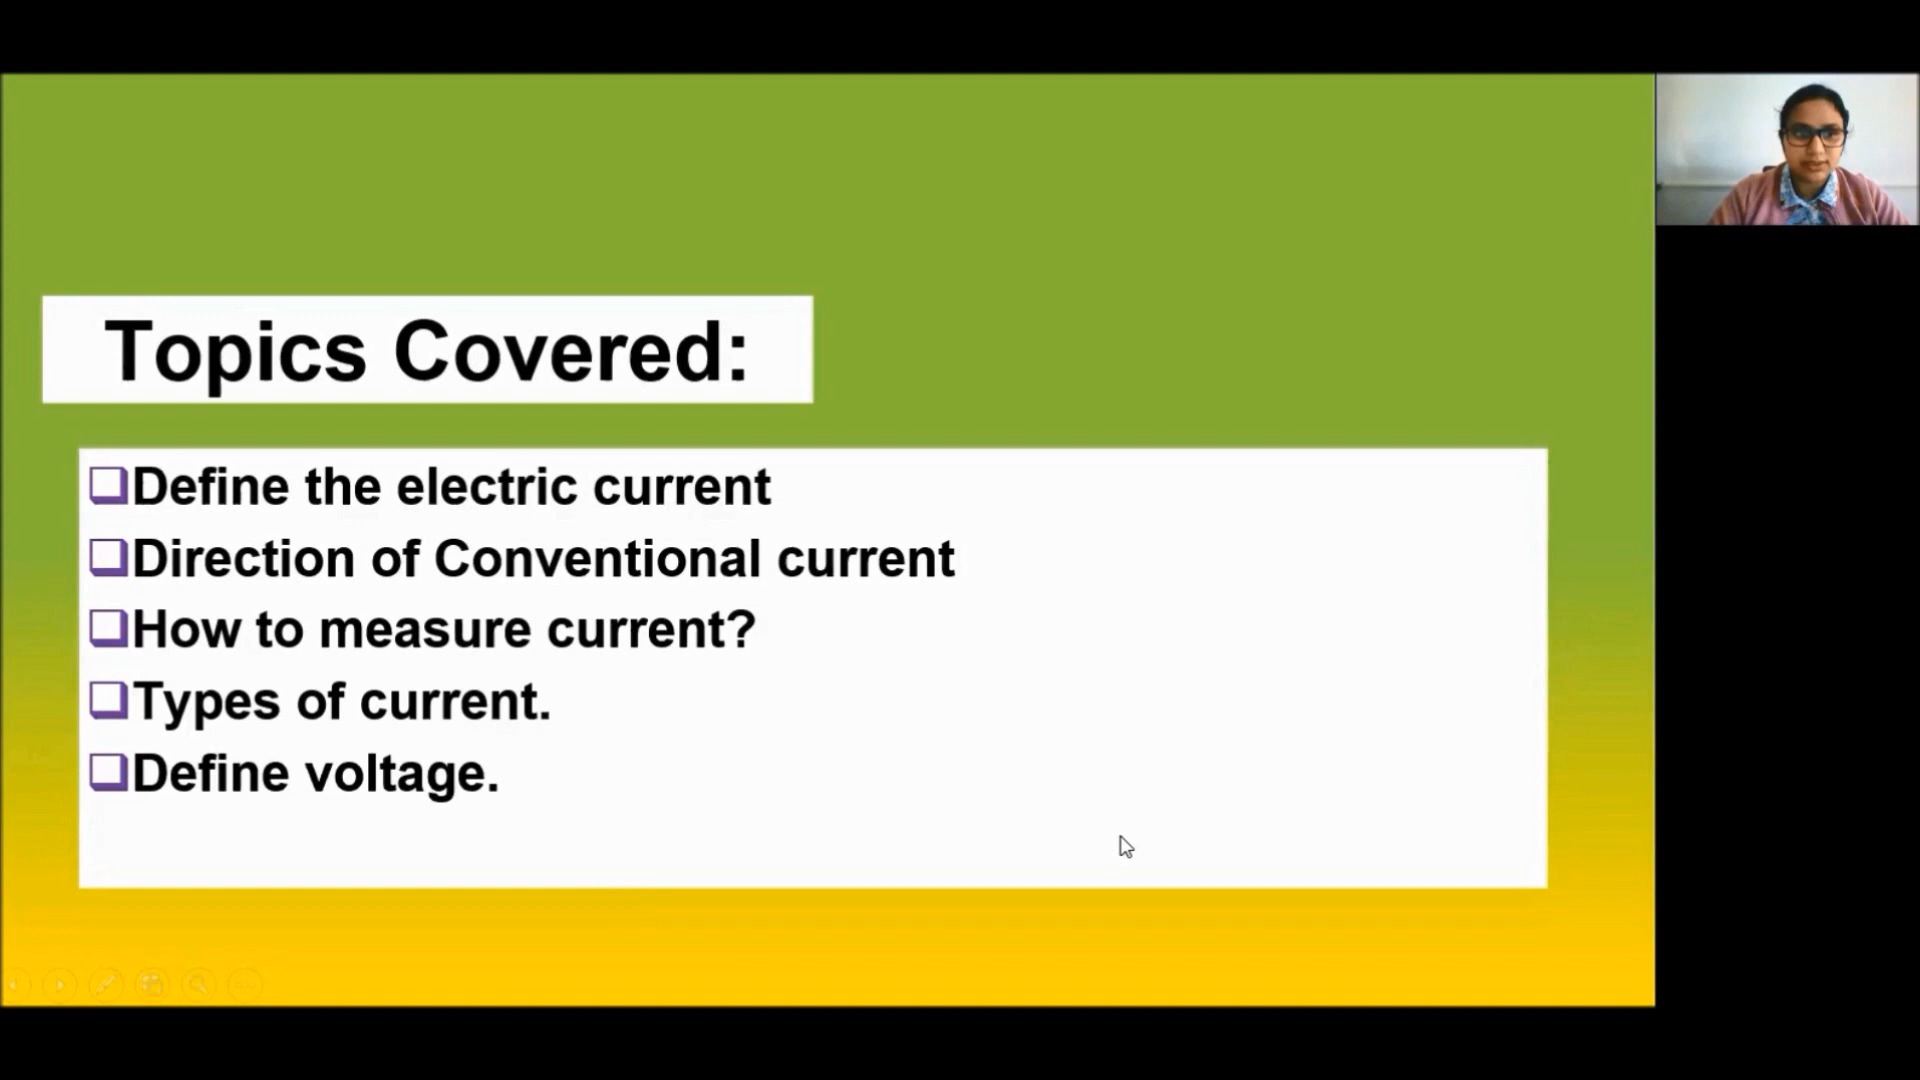 Topics Covered:
Define the electric current
Direction of Conventional current
How to measure current?
Types of current.
Define voltage.